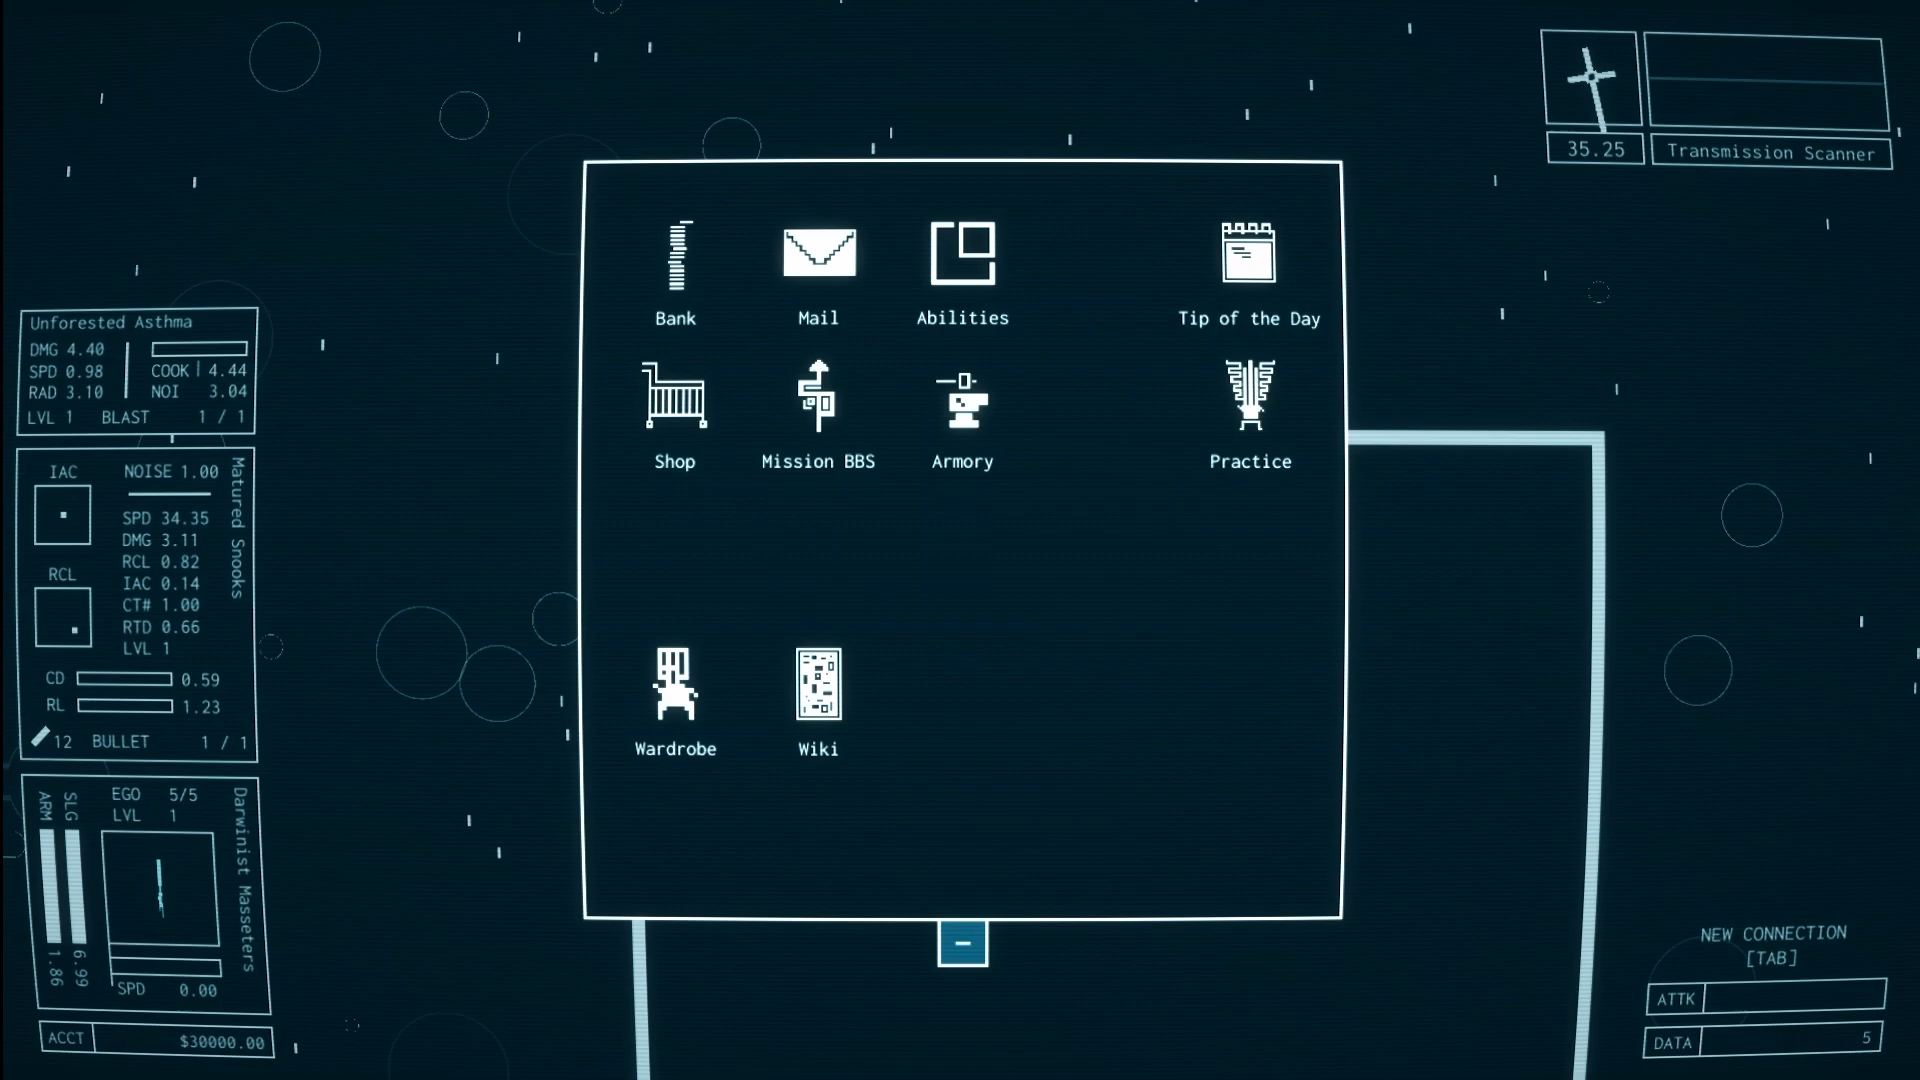 35.25
Transmission Scanner
Bank
Mail
Abilities
Tip of the Day
Shop
Mission BBS
Armory
Practice
Wardrobe
Wiki
Unforested Asthma
DMG 4.40
SPD 0.98
COOK 4.44
RAD 3.10
NOI 3.04
LVL 1 BLAST 1 / 1
Matured Snooks
IAC
NOISE 1.00
SPD 34.35
DMG 3.11
RCL 0.82
RCL
IAC 0.14
CT# 1.00
RTD 0.66
LVL 1
CD 0.59
RL 1.23
12 BULLET 1 / 1
Darwinist Masseters
ARM
SLG
EGO 5/5
LVL 1
1.86
6.99
SPD 0.00
ACCT $30000.00
NEW CONNECTION
[TAB]
ATTK
DATA 5